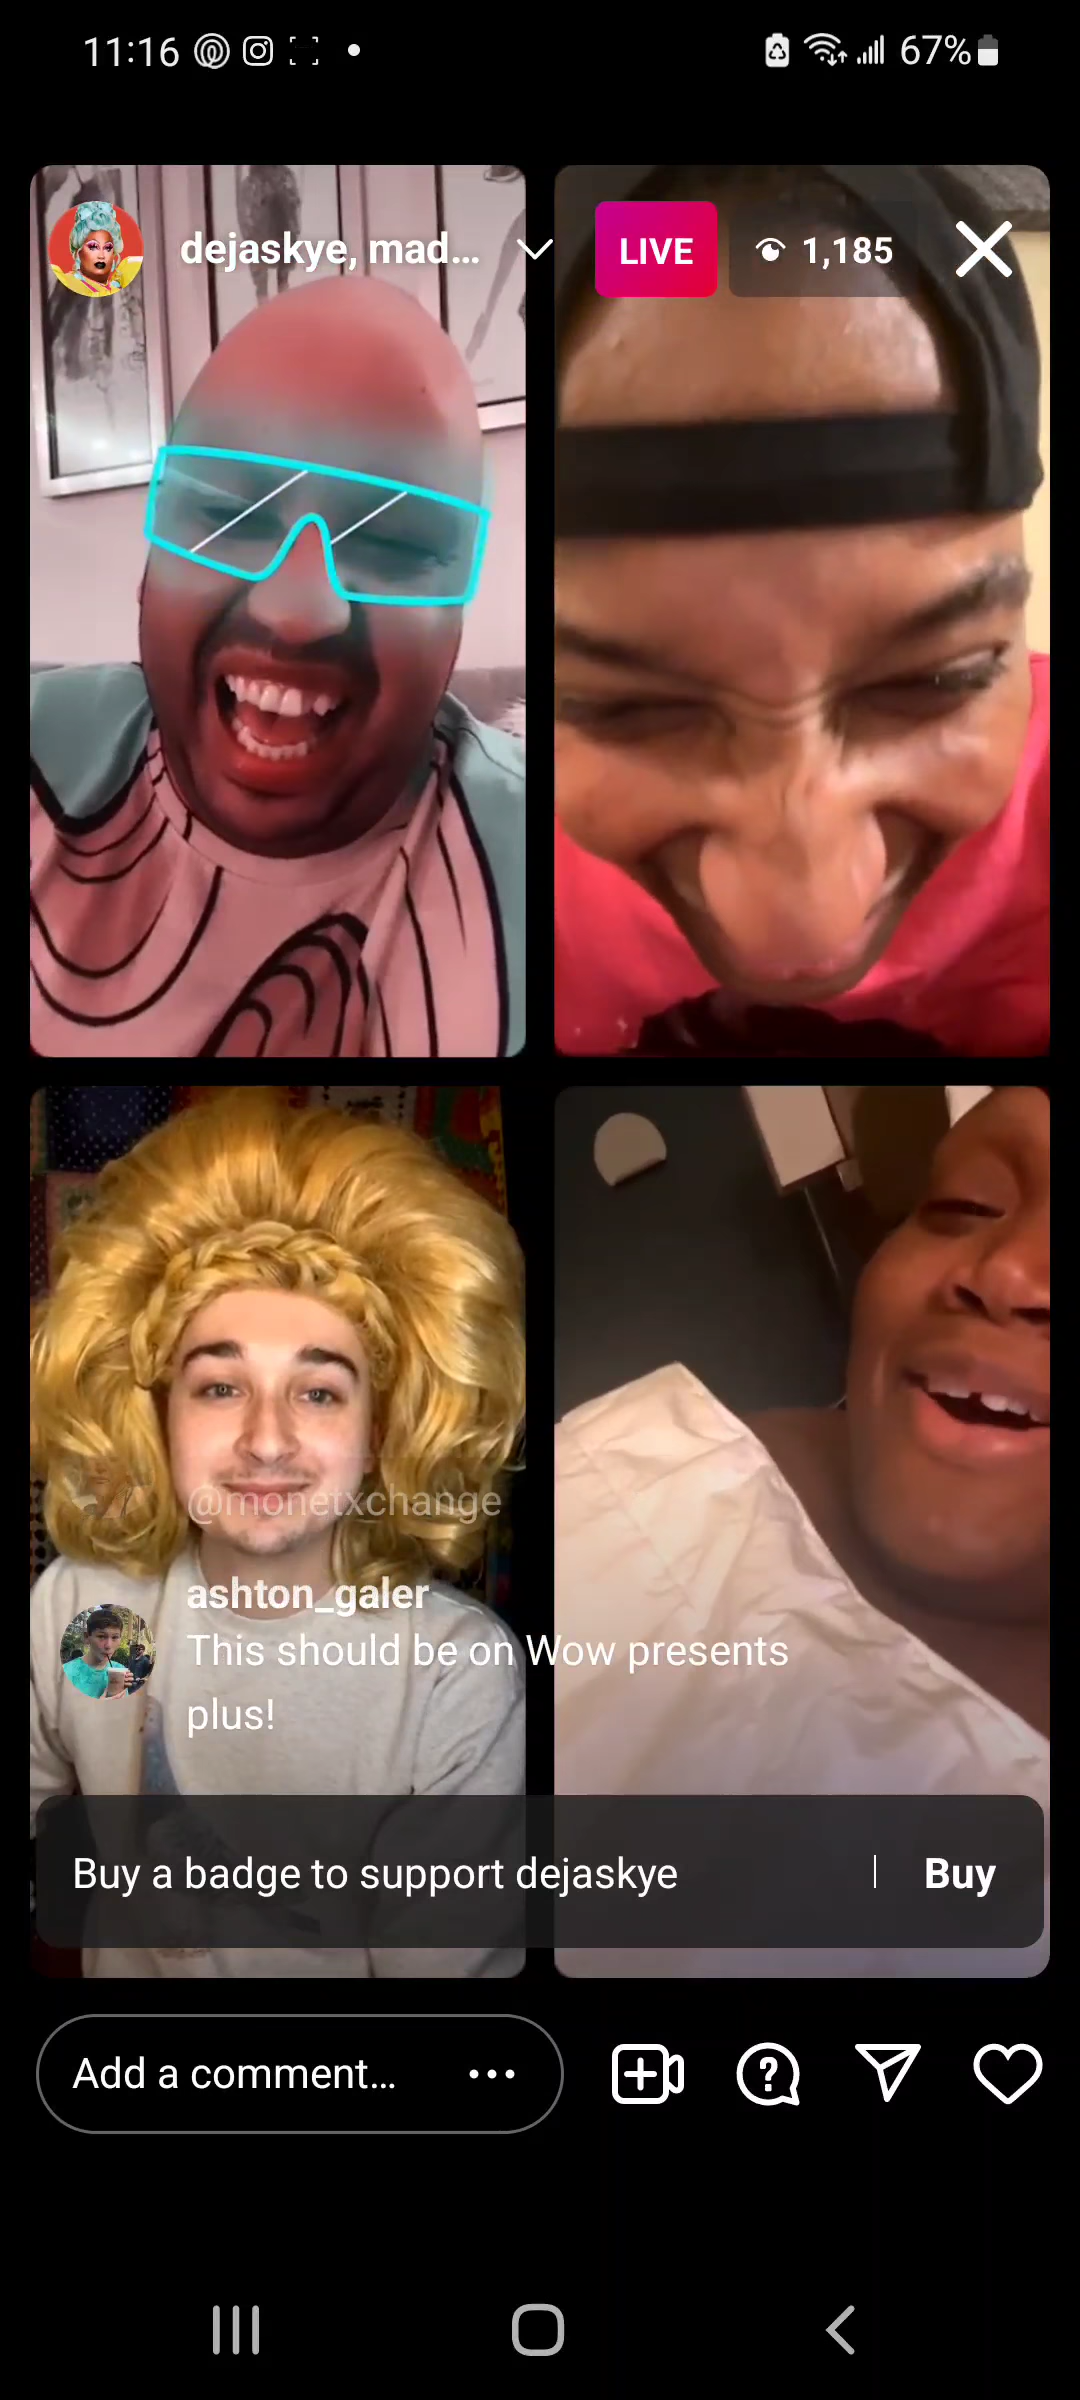 11:16
67%
dejaskye, mad...
LIVE
1,185
@monetxchange
ashton_galer
This should be on Wow presents
plus!
Buy a badge to support dejaskye
Buy
Add a comment...